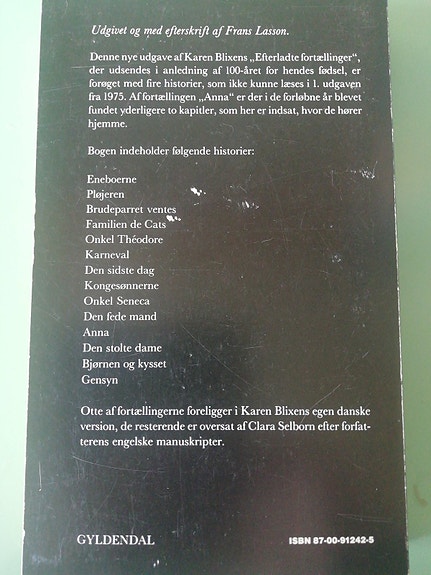 Udgivet og med efterskrift af Frans Lasson.
Denne nye udgave af Karen Blixens „Efterladte fortællinger“,
der udsendes i anledning af 100-året for hendes fødsel, er
forøget med fire historier, som ikke kunne læses i 1. udgaven
fra 1975. Af fortællingen „Anna“ er der i de forløbne år blevet
fundet yderligere to kapitler, som her er indsat, hvor de hører
hjemme.
Bogen indeholder følgende historier:
Eneboerne
Pløjeren
Brudeparret ventes
Familien de Cats
Onkel Théodore
Karneval
Den sidste dag
Kongesønnerne
Onkel Seneca
Den fede mand
Anna
Den stolte dame
Bjørnen og kysset
Gensyn
Otte af fortællingerne foreligger i Karen Blixens egen danske
version, de resterende er oversat af Clara Selborn efter forfat-
terens engelske manuskripter.
GYLDENDAL
ISBN 87-00-91242-5